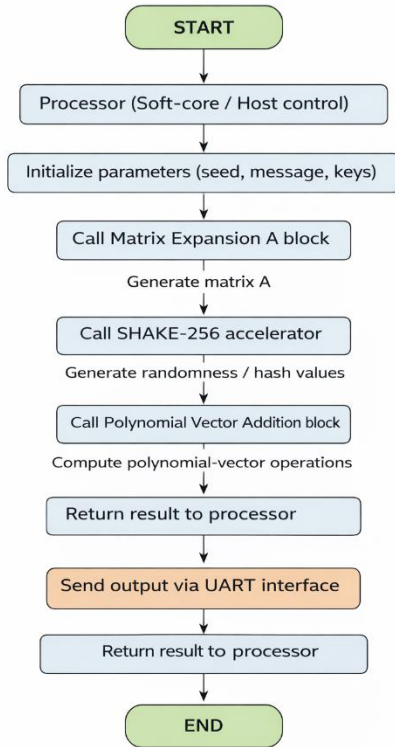 START
Processor (Soft-core / Host control)
Initialize parameters (seed, message, keys)
Call Matrix Expansion A block
Generate matrix A
Call SHAKE-256 accelerator
Generate randomness / hash values
Call Polynomial Vector Addition block
Compute polynomial-vector operations
Return result to processor
Send output via UART interface
Return result to processor
END